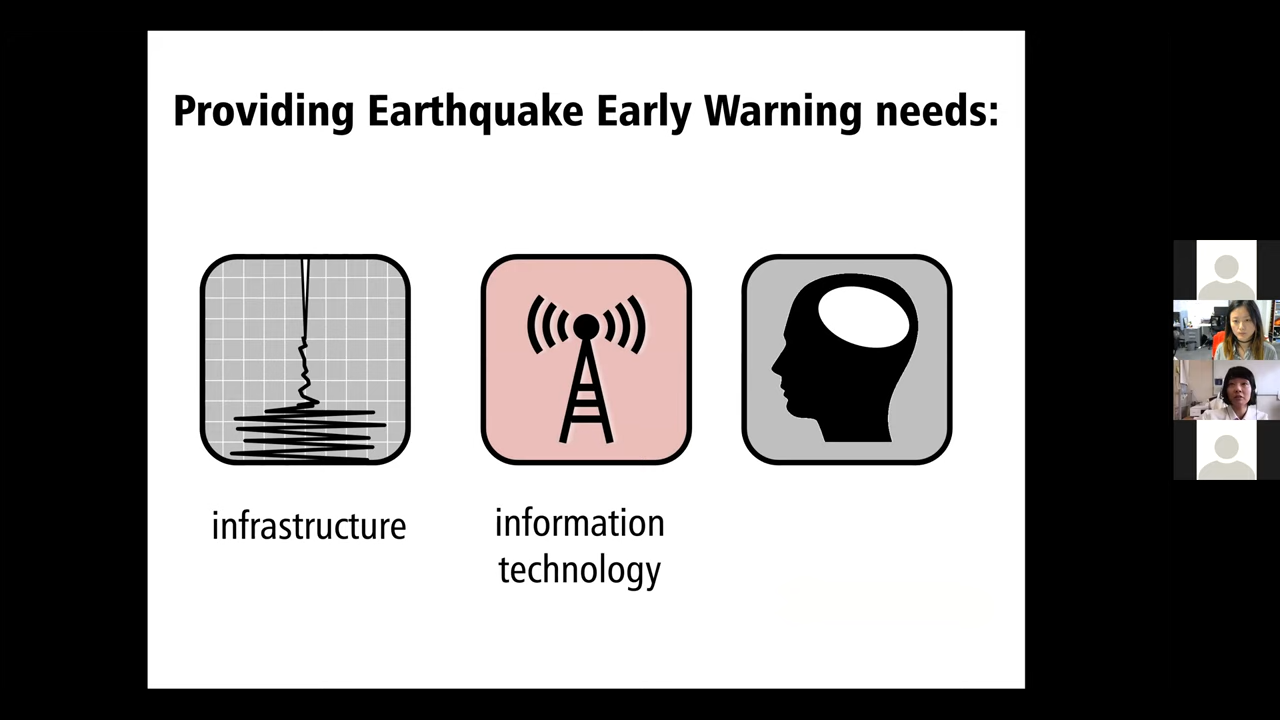 Providing Earthquake Early Warning needs:
infrastructure
information
technology